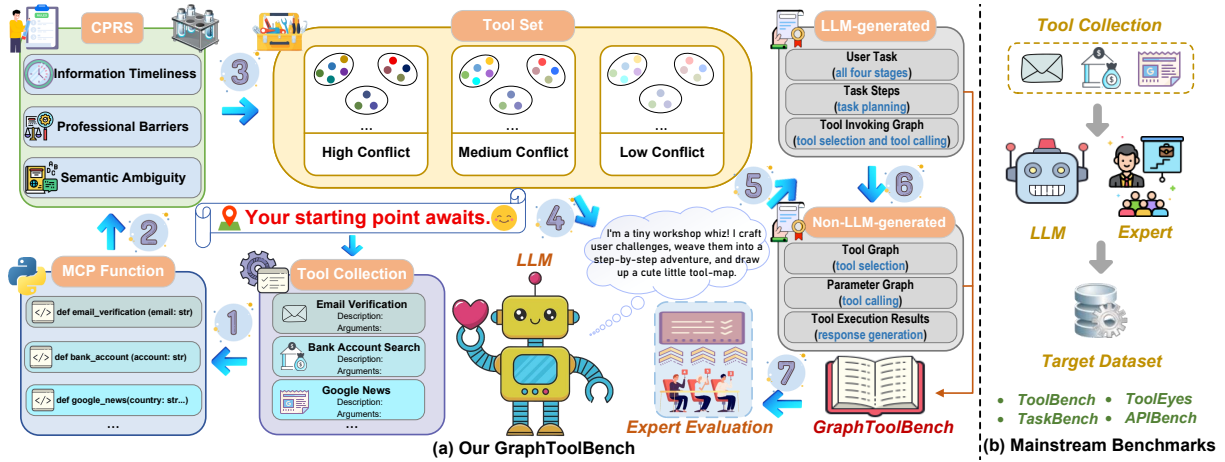 CPRS
Information Timeliness
Professional Barriers
Semantic Ambiguity
3
Tool Set
...
High Conflict
...
Medium Conflict
...
Low Conflict
LLM-generated
User Task
(all four stages)
Task Steps
(task planning)
Tool Invoking Graph
(tool selection and tool calling)
2
Your starting point awaits.
4
5
6
I'm a tiny workshop whiz! I craft
user challenges, weave them into
a step-by-step adventure, and draw
up a cute little tool-map.
Non-LLM-generated
Tool Graph
(tool selection)
Parameter Graph
(tool calling)
Tool Execution Results
(response generation)
MCP Function
def email_verification (email: str)
def bank_account (account: str)
def google_news(country: str...)
...
1
Tool Collection
Email Verification
Description:
Arguments:
Bank Account Search
Description:
Arguments:
Google News
Description:
Arguments:
...
LLM
Expert Evaluation
7
GraphToolBench
(a) Our GraphToolBench
Tool Collection
LLM
Expert
Target Dataset
• ToolBench • ToolEyes
• TaskBench • APIBench
(b) Mainstream Benchmarks